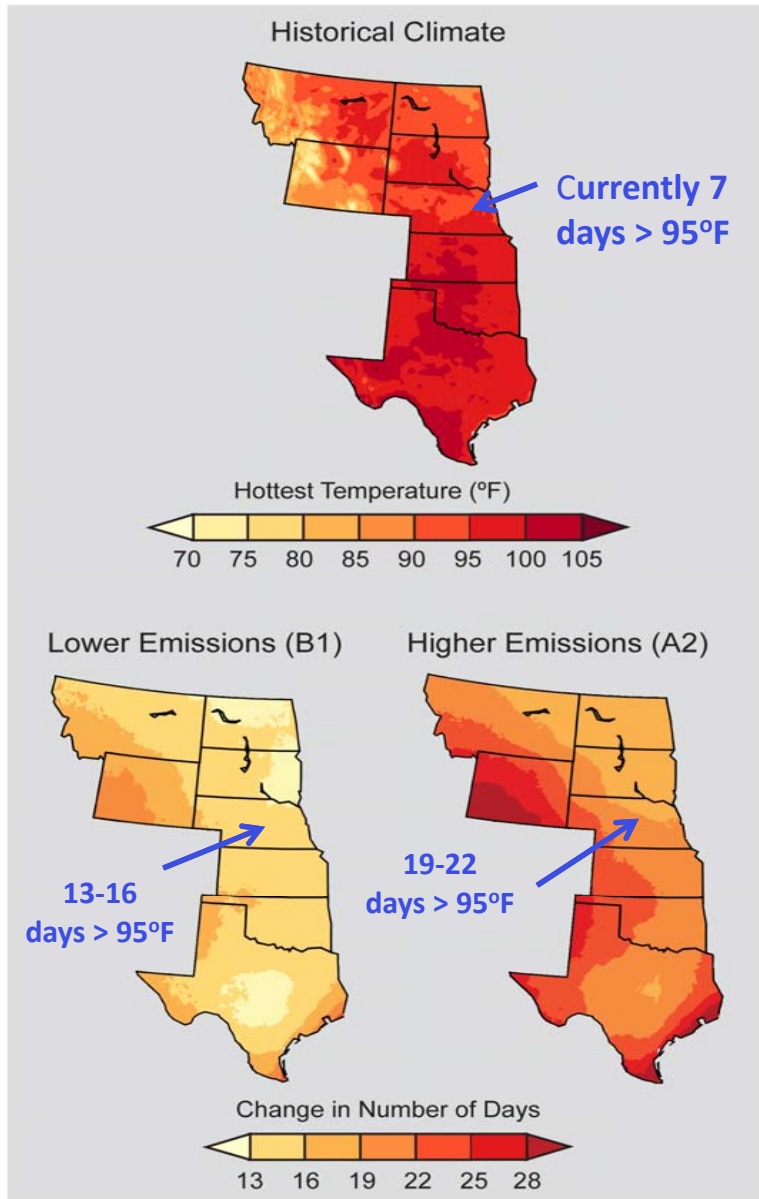 Historical Climate
Currently 7
days > 95ºF
Hottest Temperature (ºF)
70 75 80 85 90 95 100 105
Lower Emissions (B1)
Higher Emissions (A2)
13-16
days > 95ºF
19-22
days > 95ºF
Change in Number of Days
13 16 19 22 25 28